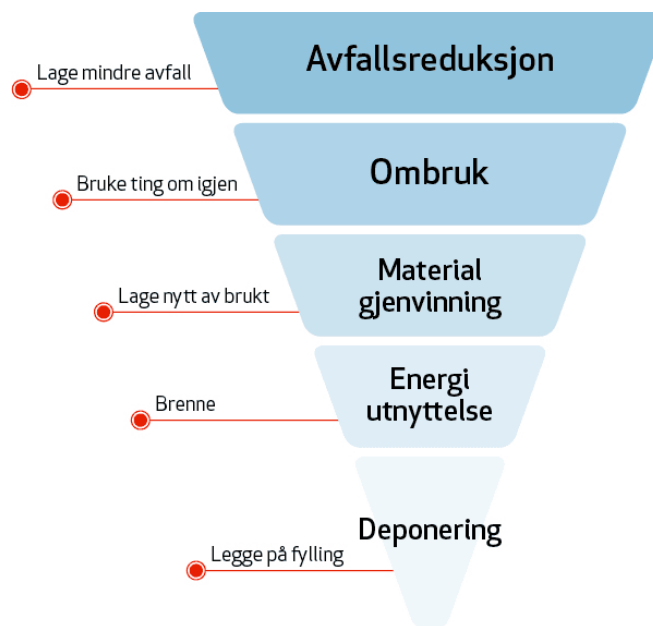 Avfallsreduksjon
Lage mindre avfall
Ombruk
Bruke ting om igjen
Material
gjenvinning
Lage nytt av brukt
Energi
utnyttelse
Brenne
Deponering
Legge på fylling